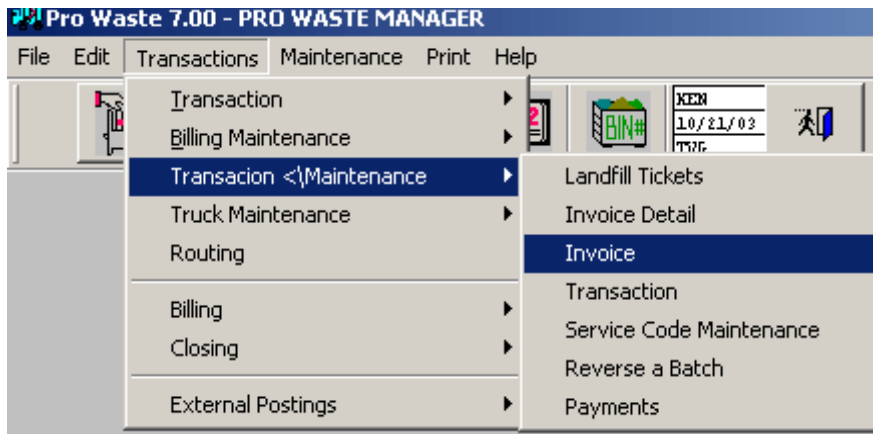 Pro Waste 7.00 - PRO WASTE MANAGER
File Edit Transactions Maintenance Print Help
Transaction
Billing Maintenance
Transacion <\Maintenance
Truck Maintenance
Routing
Billing
Closing
External Postings
2
BIN#
KEN
10/21/03
Landfill Tickets
Invoice Detail
Invoice
Transaction
Service Code Maintenance
Reverse a Batch
Payments